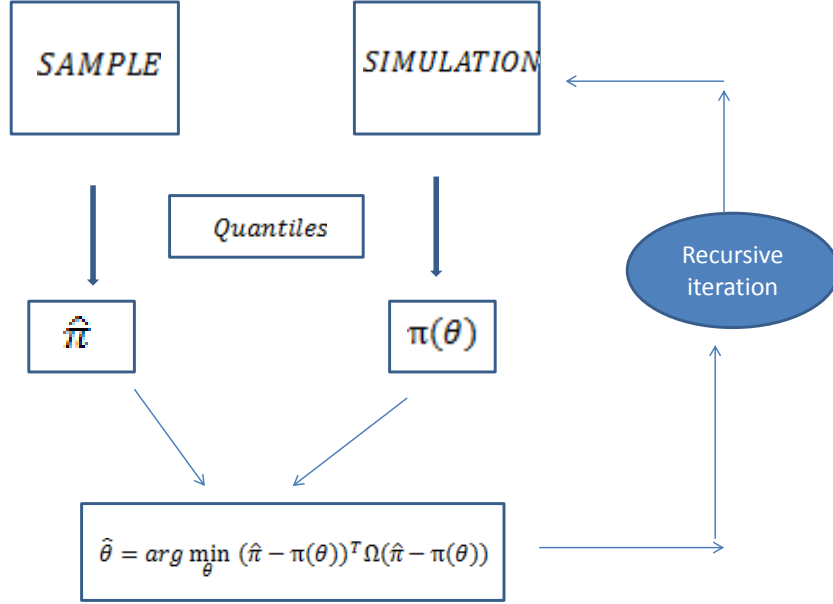 SAMPLE
SIMULATION
Quantiles
Recursive
iteration
π̂
π(θ)
θ̂ = arg min_θ (π̂ − π(θ))^T Ω(π̂ − π(θ))